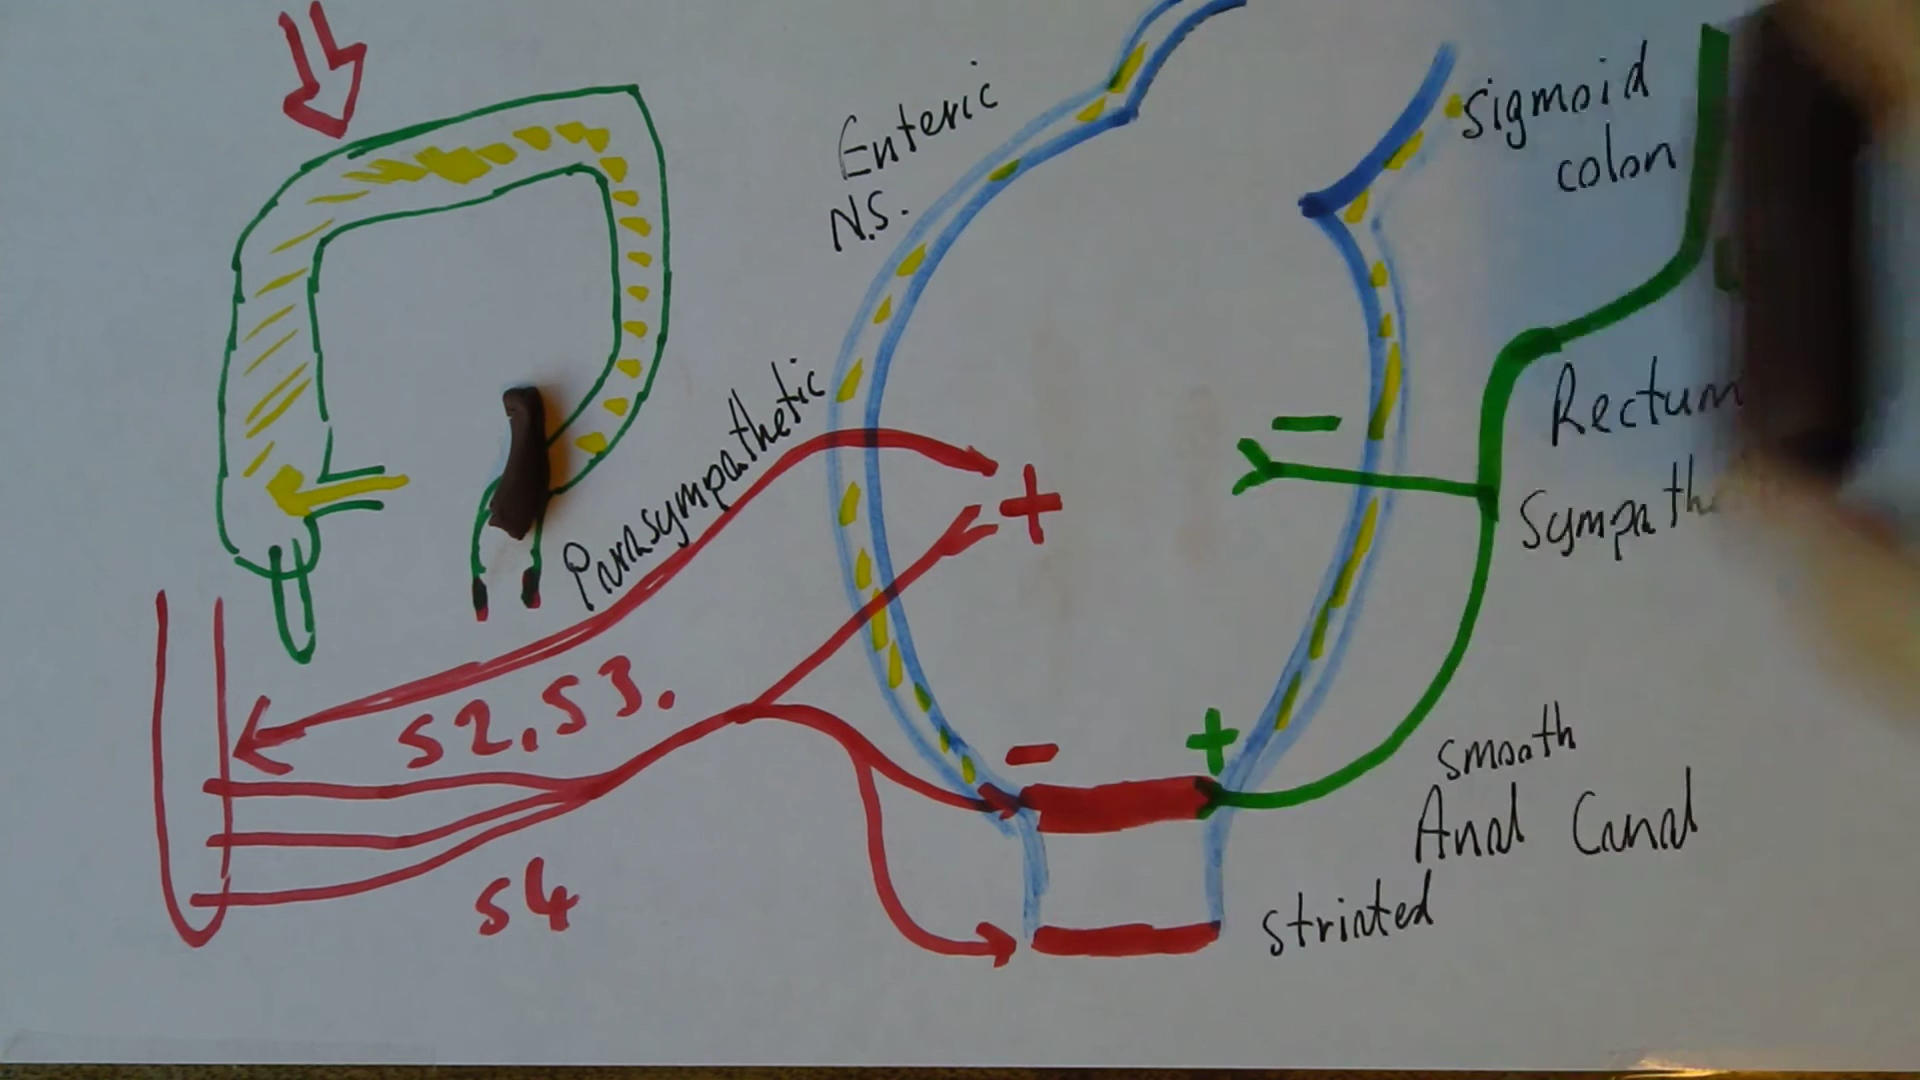 Enteric
N.S.
Sigmoid
colon
Parasympathetic
Rectum
Sympath
S2, S3.
S4
smooth
Anal Canal
striated
+
-
-
+